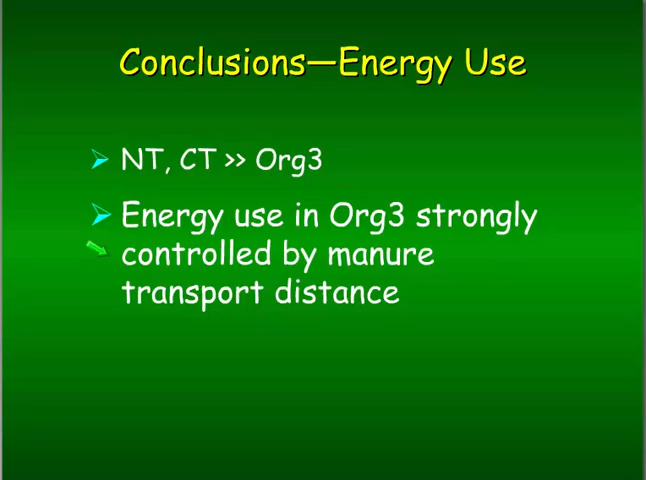 Conclusions—Energy Use
NT, CT >> Org3
Energy use in Org3 strongly
controlled by manure
transport distance